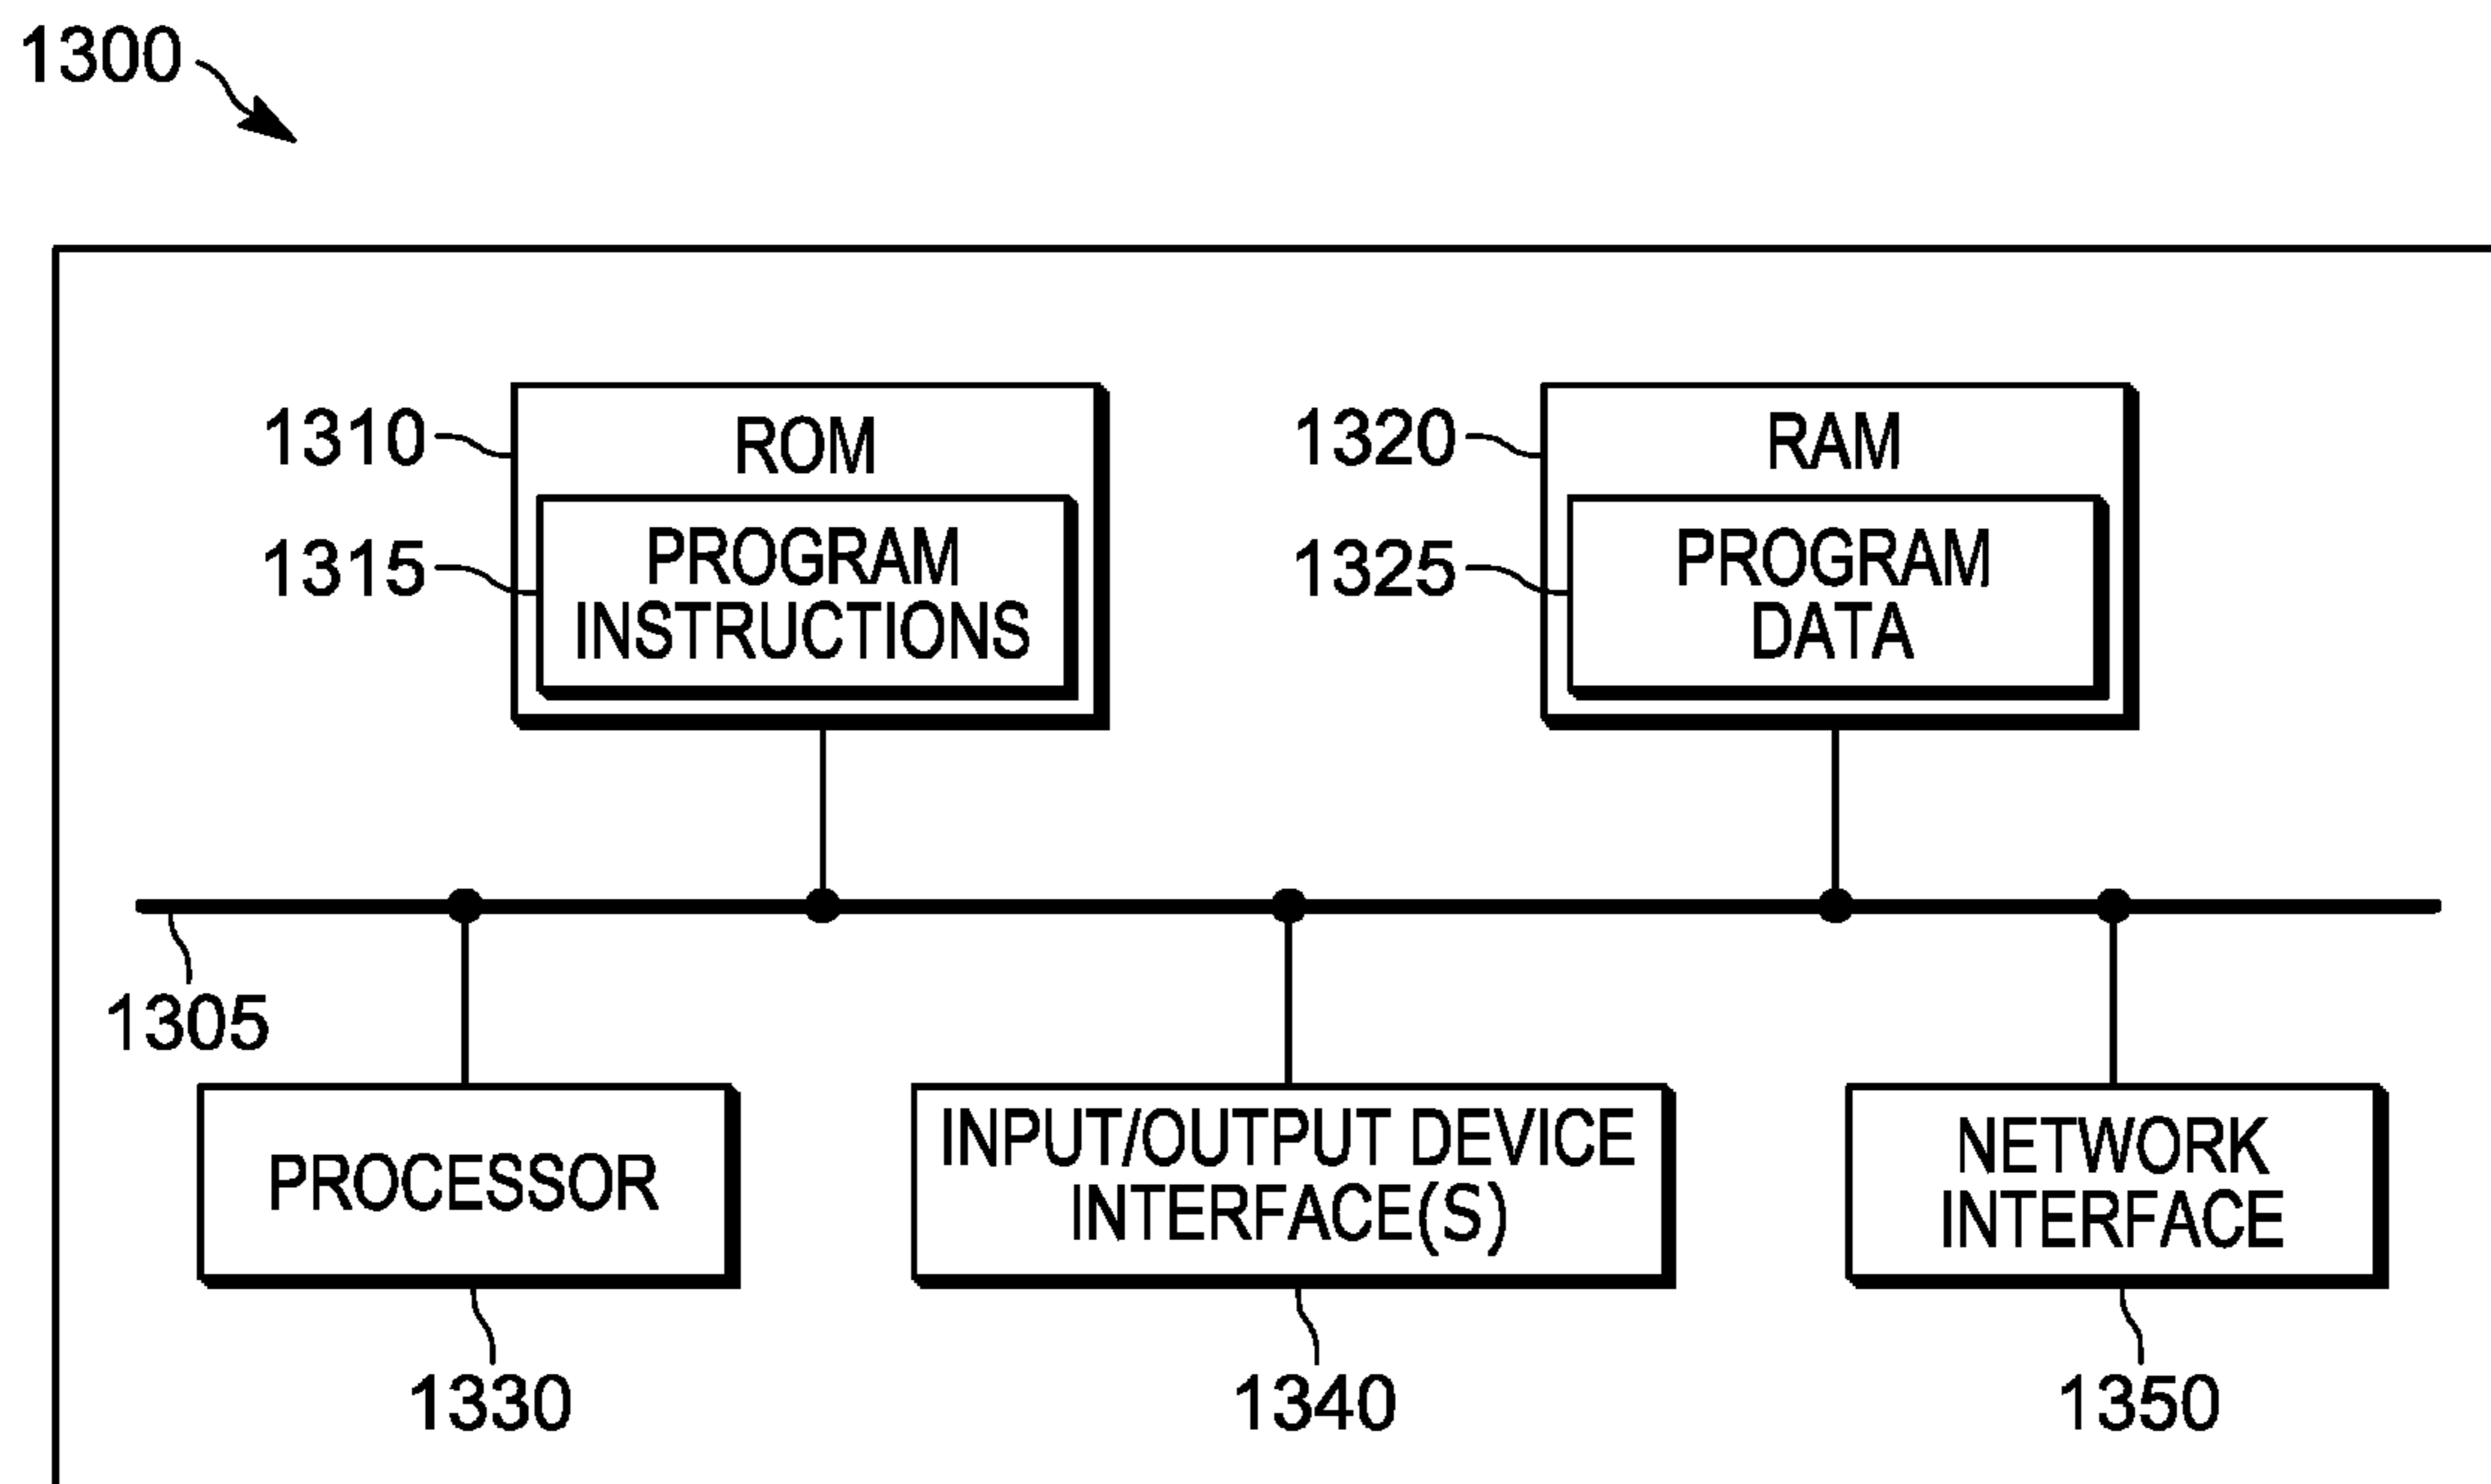 1300
1310
ROM
1320
RAM
1315
PROGRAM
INSTRUCTIONS
1325
PROGRAM
DATA
1305
PROCESSOR
INPUT/OUTPUT DEVICE
INTERFACE(S)
NETWORK
INTERFACE
1330
1340
1350